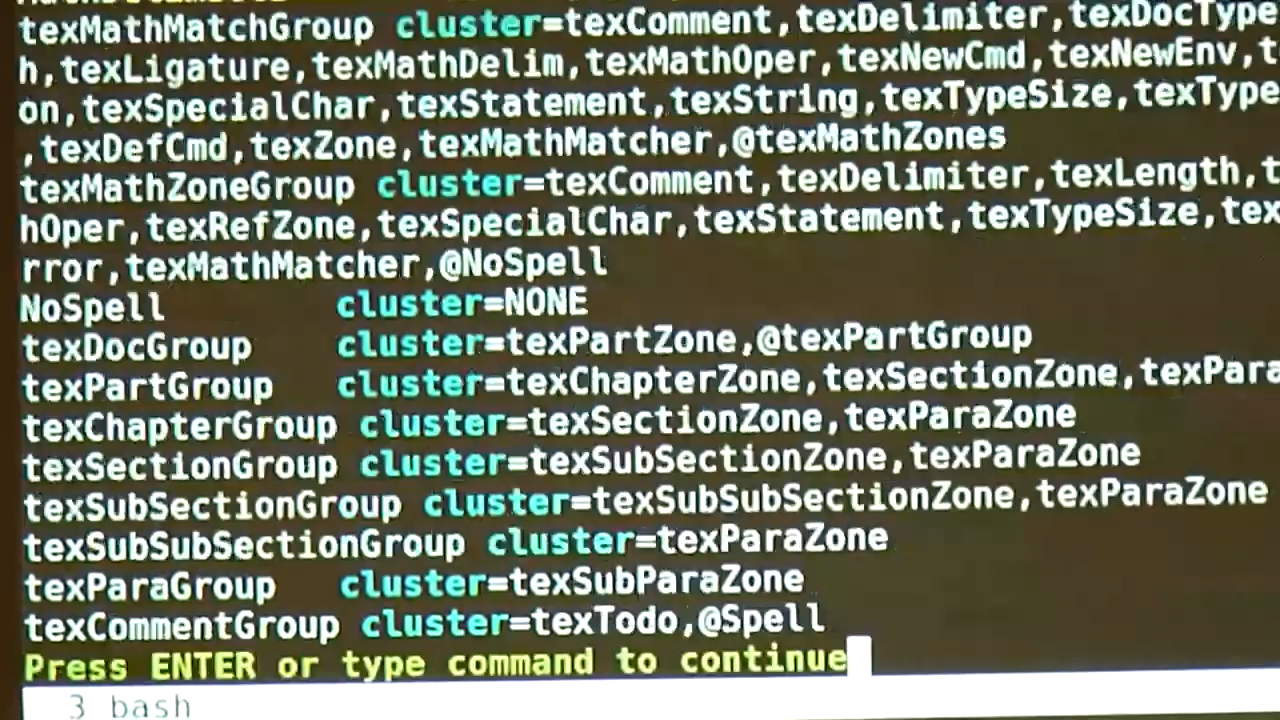 texMathMatchGroup cluster=texComment,texDelimiter,texDocType
h,texLigature,texMathDelim,texMathOper,texNewCmd,texNewEnv,t
on,texSpecialChar,texStatement,texString,texTypeSize,texType
,texDefCmd,texZone,texMathMatcher,@texMathZones
texMathZoneGroup cluster=texComment,texDelimiter,texLength,t
hOper,texRefZone,texSpecialChar,texStatement,texTypeSize,tex
rror,texMathMatcher,@NoSpell
NoSpell cluster=NONE
texDocGroup cluster=texPartZone,@texPartGroup
texPartGroup cluster=texChapterZone,texSectionZone,texPara
texChapterGroup cluster=texSectionZone,texParaZone
texSectionGroup cluster=texSubSectionZone,texParaZone
texSubSectionGroup cluster=texSubSubSectionZone,texParaZone
texSubSubSectionGroup cluster=texParaZone
texParaGroup cluster=texSubParaZone
texCommentGroup cluster=texTodo,@Spell
Press ENTER or type command to continue
3 bash